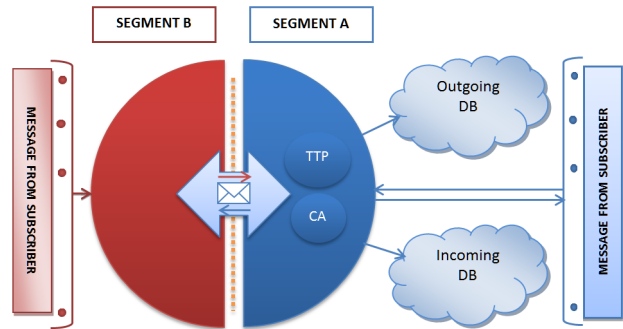 SEGMENT B
SEGMENT A
MESSAGE FROM SUBSCRIBER
TTP
CA
Outgoing
DB
Incoming
DB
MESSAGE FROM SUBSCRIBER